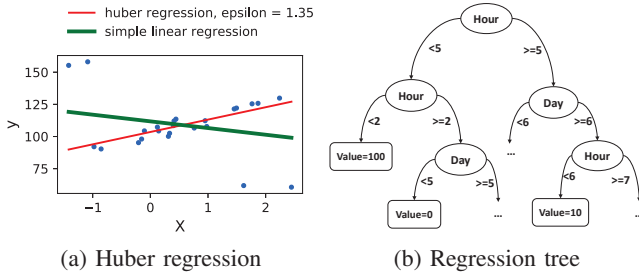 huber regression, epsilon = 1.35
simple linear regression
150
125
100
75
y
−1
0
1
2
X
(a) Huber regression
Hour
<5
>=5
Hour
Day
<2
>=2
<6
>=6
Value=100
Day
...
Hour
<5
>=5
<6
>=7
Value=0
...
Value=10
...
(b) Regression tree